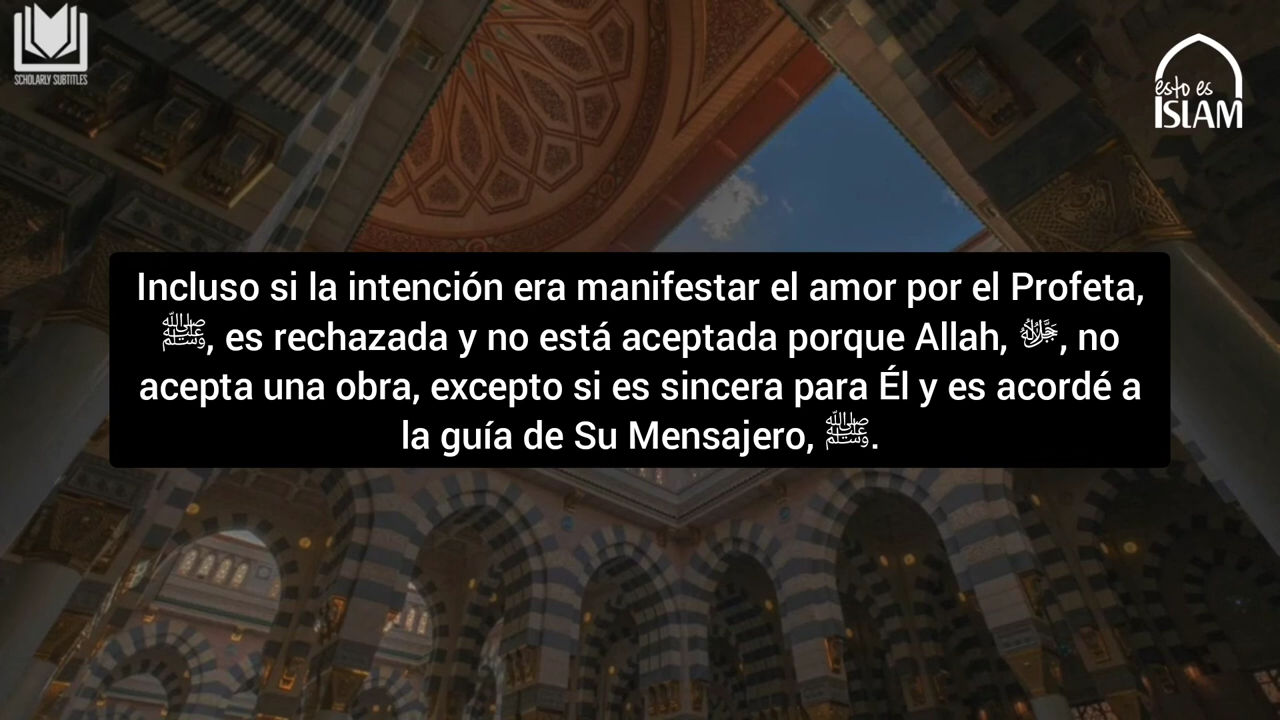 SCHOLARLY SUBTITLES
esto es
ISLAM
Incluso si la intención era manifestar el amor por el Profeta,
ﷺ, es rechazada y no está aceptada porque Allah, ﷻ, no
acepta una obra, excepto si es sincera para Él y es acordé a
la guía de Su Mensajero, ﷺ.